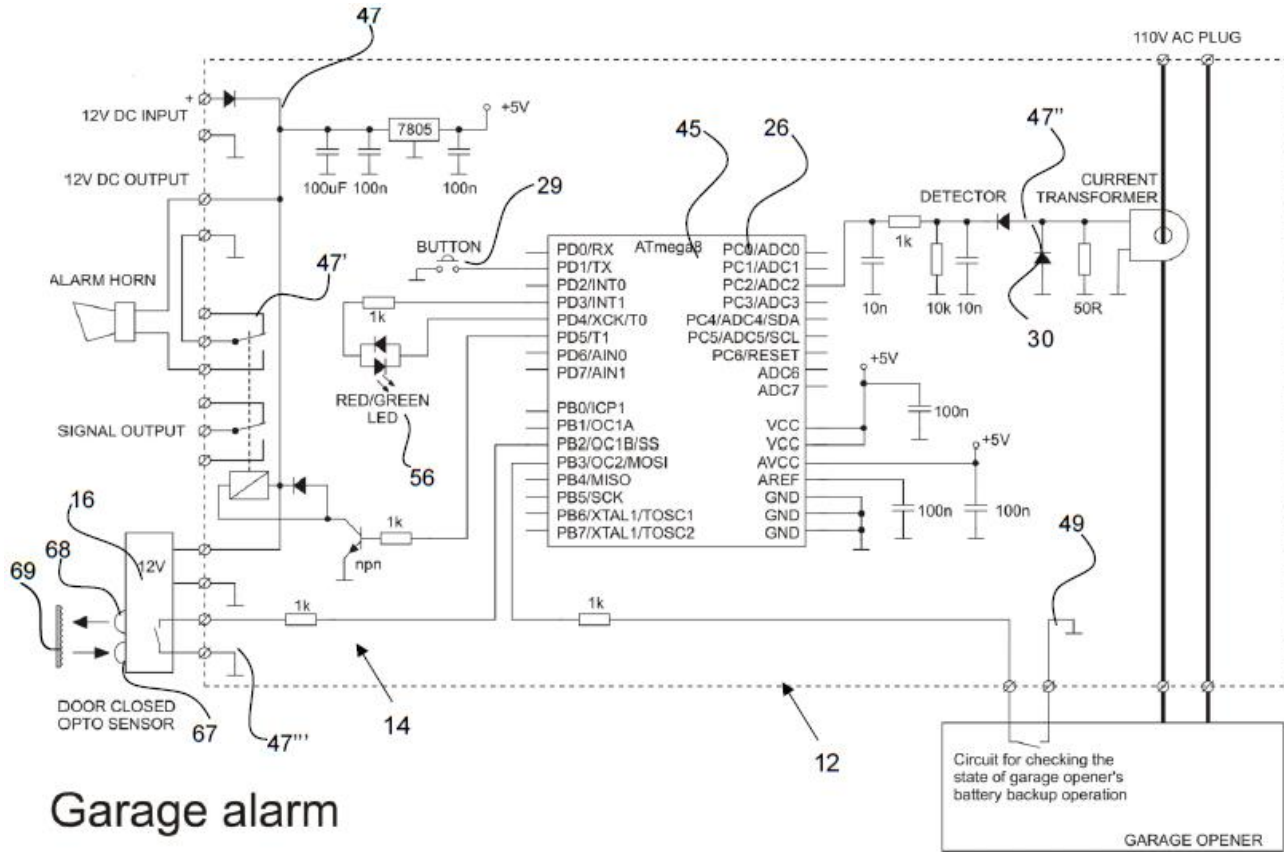 47
110V AC PLUG
+
12V DC INPUT
+5V
7805
100uF
100n
100n
12V DC OUTPUT
45
26
47"
29
DETECTOR
CURRENT
TRANSFORMER
BUTTON
ATmega8
1k
47'
ALARM HORN
PD0/RX
PD1/TX
PD2/INT0
PD3/INT1
PD4/XCK/T0
PD5/T1
PD6/AIN0
PD7/AIN1
PB0/ICP1
PB1/OC1A
PB2/OC1B/SS
PB3/OC2/MOSI
PB4/MISO
PB5/SCK
PB6/XTAL1/TOSC1
PB7/XTAL1/TOSC2
PC0/ADC0
PC1/ADC1
PC2/ADC2
PC3/ADC3
PC4/ADC4/SDA
PC5/ADC5/SCL
PC6/RESET
ADC6
ADC7
VCC
VCC
AVCC
AREF
GND
GND
GND
10n
10k
10n
50R
30
1k
RED/GREEN
LED
56
+5V
100n
+5V
100n
100n
SIGNAL OUTPUT
16
68
69
12V
1k
npn
49
1k
1k
DOOR CLOSED
OPTO SENSOR
67
47'''
14
12
Circuit for checking the
state of garage opener's
battery backup operation
GARAGE OPENER
Garage alarm